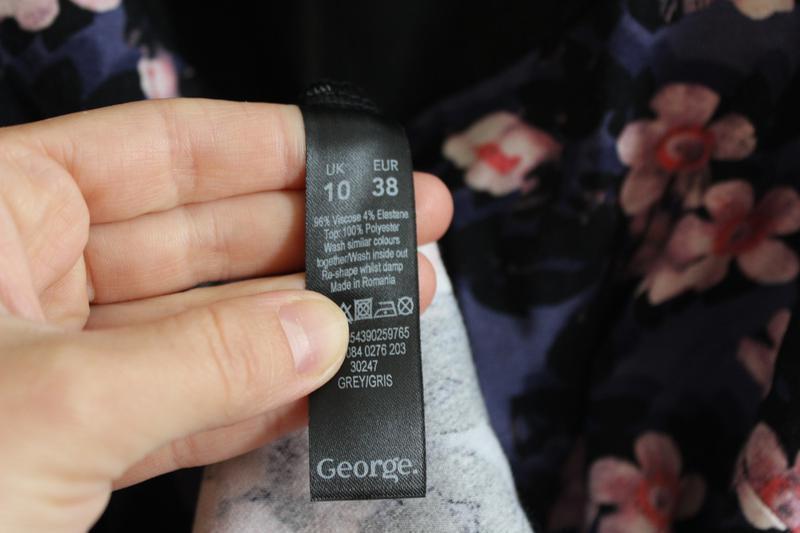 UK EUR
10 38
96% Viscose 4% Elastane
Top: 100% Polyester
Wash similar colours
together/Wash inside out
Re-shape whilst damp
Made in Romania
54390259765
084 0276 203
30247
GREY/GRIS
George.